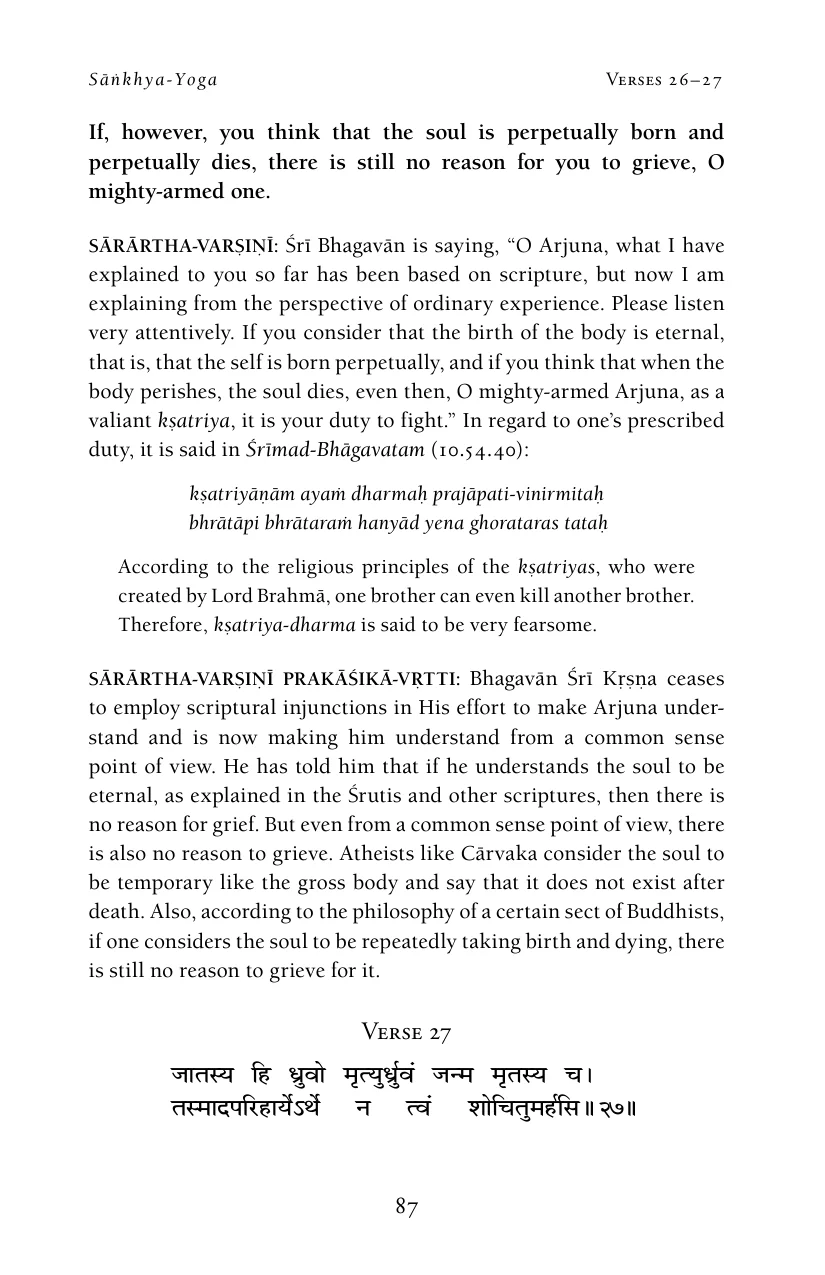 Sāṅkhya-Yoga Verses 26–27
If, however, you think that the soul is perpetually born and
perpetually dies, there is still no reason for you to grieve, O
mighty-armed one.
SĀRĀRTHA-VARṢIṆĪ: Śrī Bhagavān is saying, “O Arjuna, what I have
explained to you so far has been based on scripture, but now I am
explaining from the perspective of ordinary experience. Please listen
very attentively. If you consider that the birth of the body is eternal,
that is, that the self is born perpetually, and if you think that when the
body perishes, the soul dies, even then, O mighty-armed Arjuna, as a
valiant kṣatriya, it is your duty to fight.” In regard to one’s prescribed
duty, it is said in Śrīmad-Bhāgavatam (10.54.40):
kṣatriyāṇām ayaṁ dharmaḥ prajāpati-vinirmitaḥ
bhrātāpi bhrātaraṁ hanyād yena ghorataras tataḥ
According to the religious principles of the kṣatriyas, who were
created by Lord Brahmā, one brother can even kill another brother.
Therefore, kṣatriya-dharma is said to be very fearsome.
SĀRĀRTHA-VARṢIṆĪ PRAKĀŚIKĀ-VṚTTI: Bhagavān Śrī Kṛṣṇa ceases
to employ scriptural injunctions in His effort to make Arjuna under-
stand and is now making him understand from a common sense
point of view. He has told him that if he understands the soul to be
eternal, as explained in the Śrutis and other scriptures, then there is
no reason for grief. But even from a common sense point of view, there
is also no reason to grieve. Atheists like Cārvaka consider the soul to
be temporary like the gross body and say that it does not exist after
death. Also, according to the philosophy of a certain sect of Buddhists,
if one considers the soul to be repeatedly taking birth and dying, there
is still no reason to grieve for it.
Verse 27
जातस्य हि ध्रुवो मृत्युर्ध्रुवं जन्म मृतस्य च।
तस्मादपरिहार्येऽर्थे न त्वं शोचितुमर्हसि॥२७॥
87